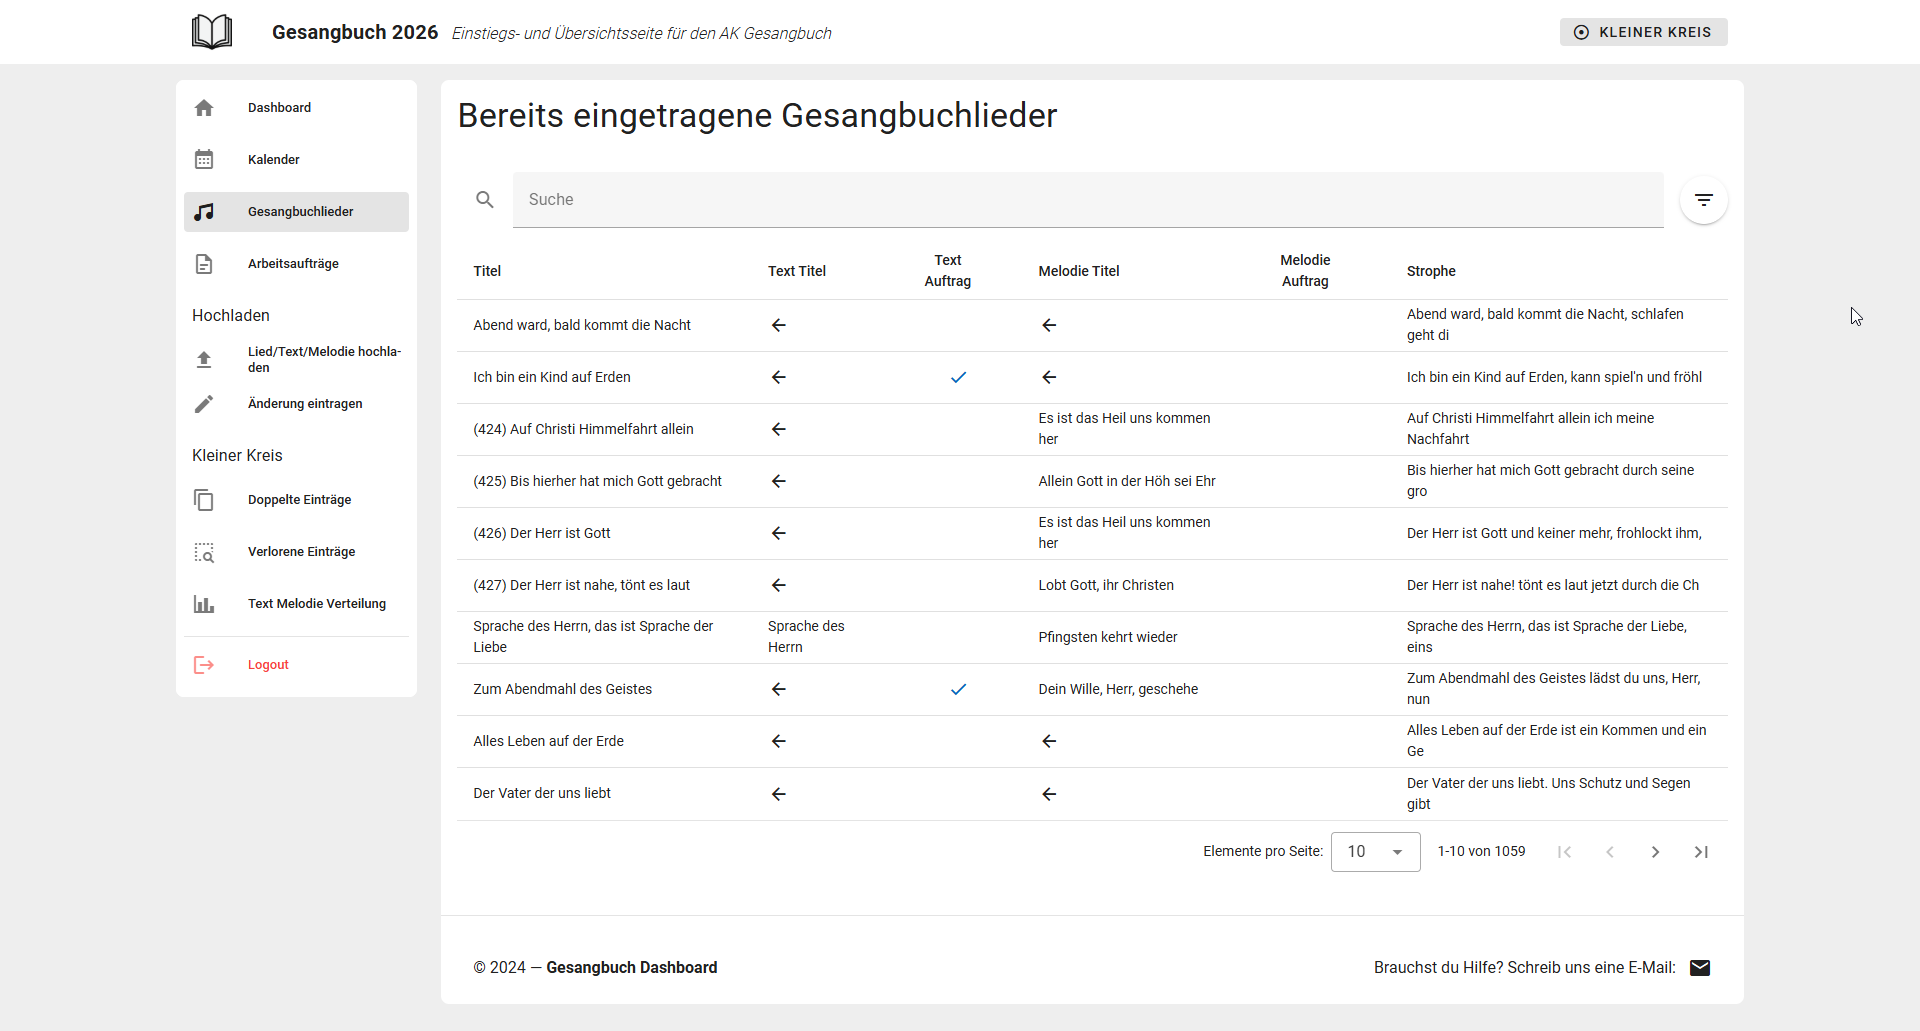 Gesangbuch 2026 Einstiegs- und Übersichtsseite für den AK Gesangbuch
KLEINER KREIS
Dashboard
Kalender
Gesangbuchlieder
Arbeitsaufträge
Hochladen
Lied/Text/Melodie hochla-
den
Änderung eintragen
Kleiner Kreis
Doppelte Einträge
Verlorene Einträge
Text Melodie Verteilung
Logout
Bereits eingetragene Gesangbuchlieder
Suche
Titel
Text Titel
Text
Auftrag
Melodie Titel
Melodie
Auftrag
Strophe
Abend ward, bald kommt die Nacht
Abend ward, bald kommt die Nacht, schlafen
geht di
Ich bin ein Kind auf Erden
Ich bin ein Kind auf Erden, kann spiel'n und fröhl
(424) Auf Christi Himmelfahrt allein
Es ist das Heil uns kommen
her
Auf Christi Himmelfahrt allein ich meine
Nachfahrt
(425) Bis hierher hat mich Gott gebracht
Allein Gott in der Höh sei Ehr
Bis hierher hat mich Gott gebracht durch seine
gro
(426) Der Herr ist Gott
Es ist das Heil uns kommen
her
Der Herr ist Gott und keiner mehr, frohlockt ihm,
(427) Der Herr ist nahe, tönt es laut
Lobt Gott, ihr Christen
Der Herr ist nahe! tönt es laut jetzt durch die Ch
Sprache des Herrn, das ist Sprache der
Liebe
Sprache des
Herrn
Pfingsten kehrt wieder
Sprache des Herrn, das ist Sprache der Liebe,
eins
Zum Abendmahl des Geistes
Dein Wille, Herr, geschehe
Zum Abendmahl des Geistes lädst du uns, Herr,
nun
Alles Leben auf der Erde
Alles Leben auf der Erde ist ein Kommen und ein
Ge
Der Vater der uns liebt
Der Vater der uns liebt. Uns Schutz und Segen
gibt
Elemente pro Seite: 10 1-10 von 1059
© 2024 — Gesangbuch Dashboard
Brauchst du Hilfe? Schreib uns eine E-Mail: